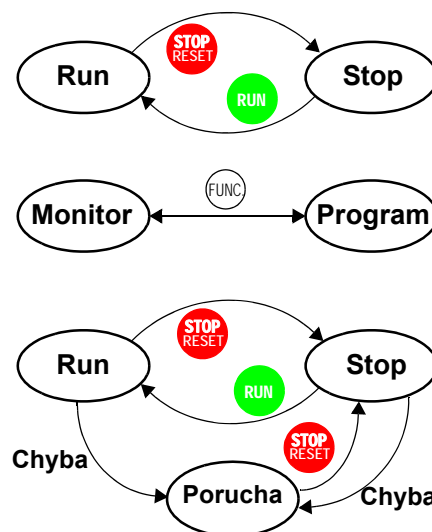 STOP
RESET
Run
Stop
RUN
FUNC.
Monitor
Program
STOP
RESET
Run
Stop
RUN
STOP
RESET
Chyba
Porucha
Chyba